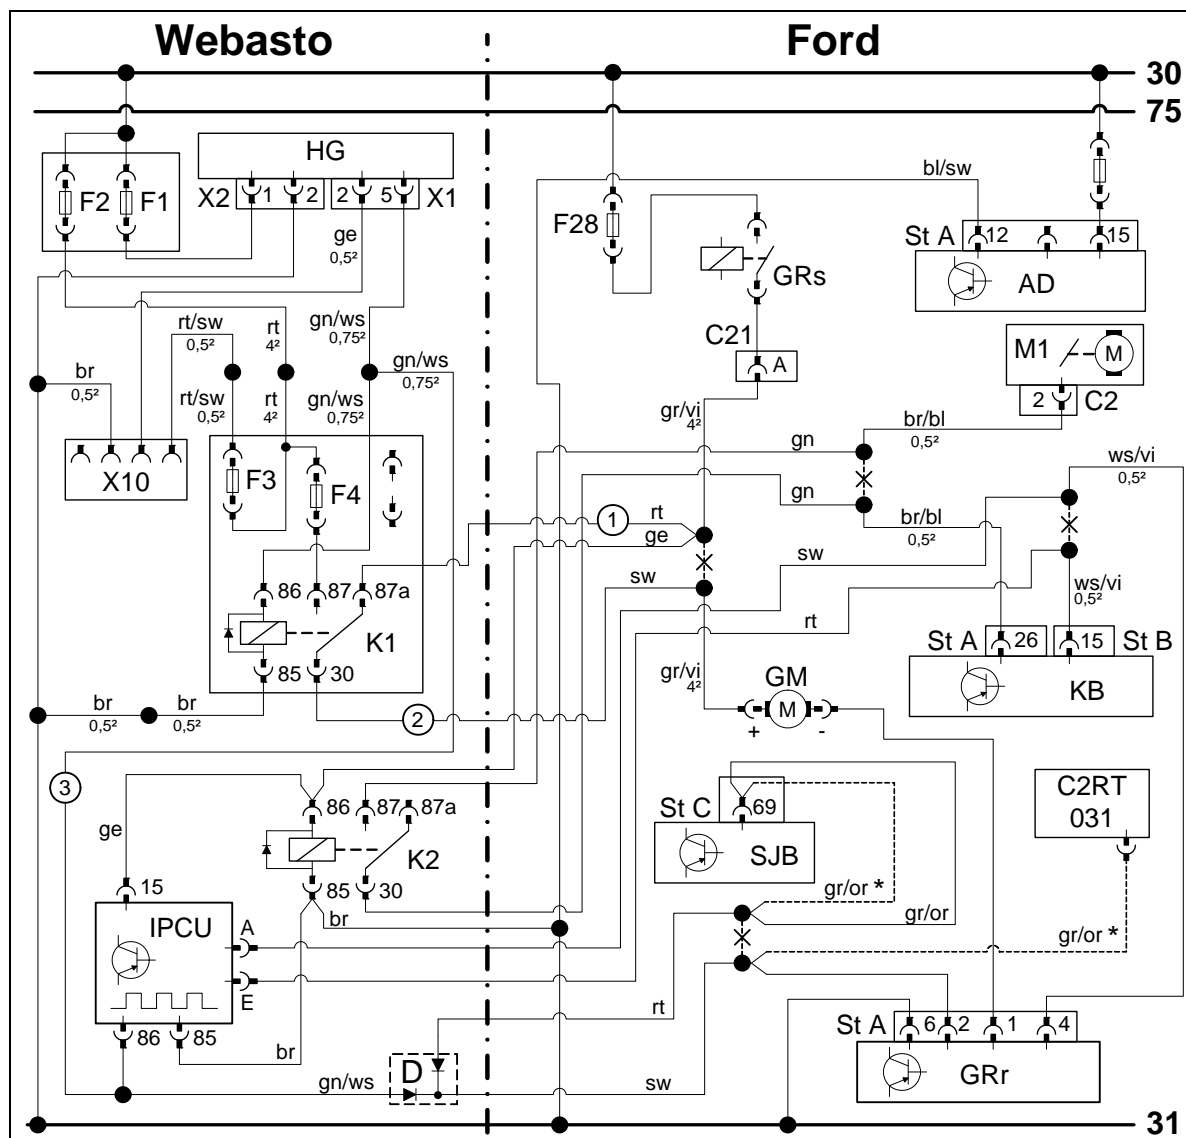 Webasto
Ford
30
75
HG
F2
F1
X2
1
2
2
5
X1
ge
0,5²
bl/sw
F28
GRs
St A
12
15
AD
rt/sw
0,5²
rt
4²
gn/ws
0,75²
gn/ws
0,75²
C21
A
M1
M
2
C2
br
0,5²
rt/sw
0,5²
rt
4²
gn/ws
0,75²
gr/vi
4²
gn
br/bl
0,5²
ws/vi
0,5²
X10
F3
F4
gn
br/bl
0,5²
1
rt
ge
sw
sw
ws/vi
0,5²
86
87
87a
rt
K1
85
30
St A
26
15
St B
KB
br
0,5²
br
0,5²
2
gr/vi
4²
GM
M
+
-
3
86
87
87a
St C
69
SJB
C2RT
031
ge
K2
15
85
30
gr/or *
IPCU
A
br
gr/or
gr/or *
E
rt
86
85
br
St A
6
2
1
4
gn/ws
D
sw
GRr
31